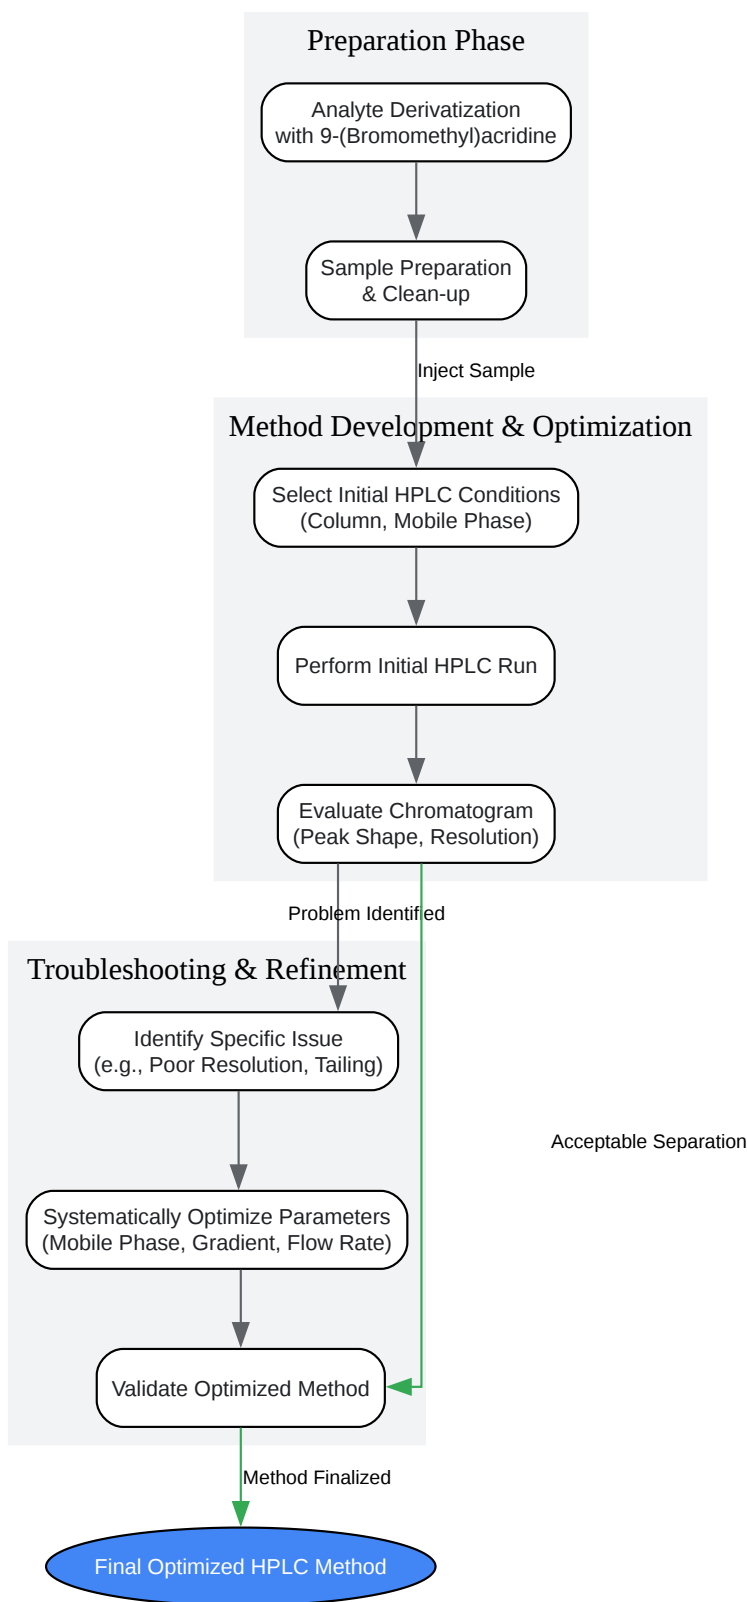 Preparation Phase
Analyte Derivatization
with 9-(Bromomethyl)acridine
Sample Preparation
& Clean-up
Inject Sample
Method Development & Optimization
Select Initial HPLC Conditions
(Column, Mobile Phase)
Perform Initial HPLC Run
Evaluate Chromatogram
(Peak Shape, Resolution)
Problem Identified
Troubleshooting & Refinement
Identify Specific Issue
(e.g., Poor Resolution, Tailing)
Acceptable Separation
Systematically Optimize Parameters
(Mobile Phase, Gradient, Flow Rate)
Validate Optimized Method
Method Finalized
Final Optimized HPLC Method